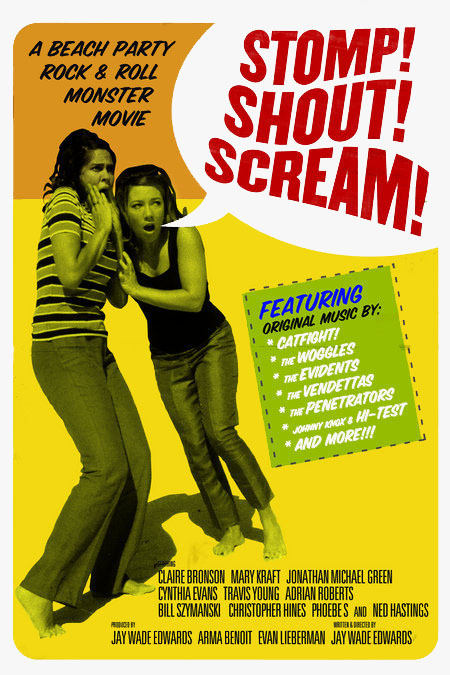 A BEACH PARTY
ROCK & ROLL
MONSTER
MOVIE
STOMP!
SHOUT!
SCREAM!
FEATURING
ORIGINAL MUSIC BY:
* CATFIGHT!
* THE WOGGLES
* THE EVIDENTS
* THE VENDETTAS
* THE PENETRATORS
* JOHNNY KNOX & HI-TEST
* AND MORE!!!
CLAIRE BRONSON MARY KRAFT JONATHAN MICHAEL GREEN
CYNTHIA EVANS TRAVIS YOUNG ADRIAN ROBERTS
BILL SZYMANSKI CHRISTOPHER HINES PHOEBE S AND NED HASTINGS
PRODUCED BY
JAY WADE EDWARDS ARMA BENOIT EVAN LIEBERMAN
WRITTEN & DIRECTED BY
JAY WADE EDWARDS